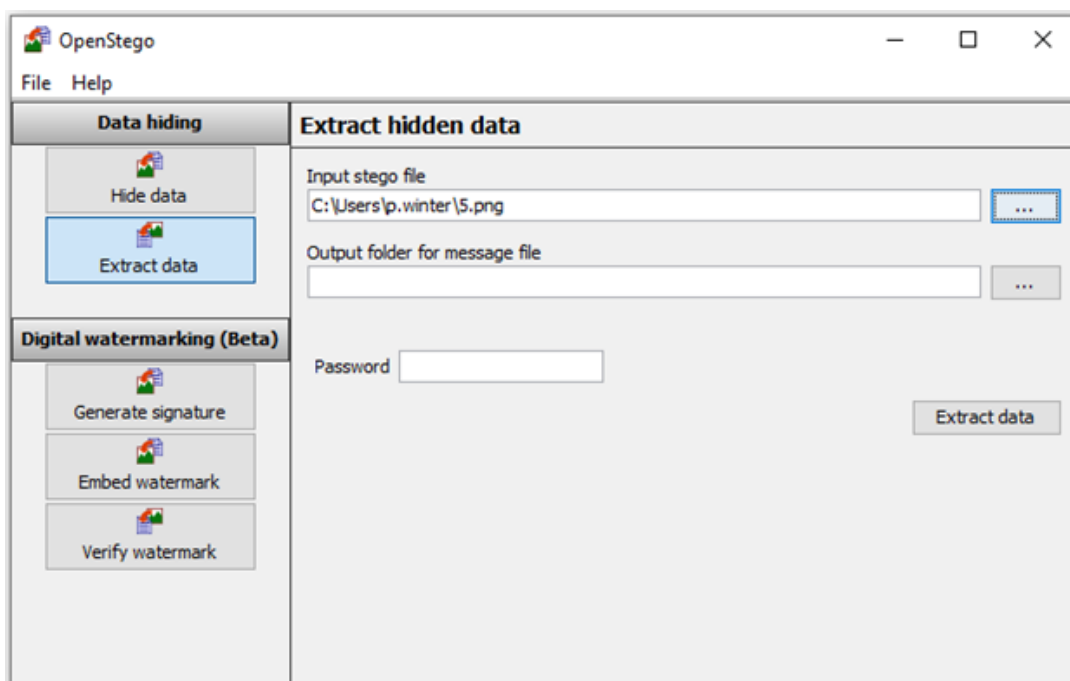 OpenStego
File Help
Data hiding
Hide data
Extract data
Digital watermarking (Beta)
Generate signature
Embed watermark
Verify watermark
Extract hidden data
Input stego file
C:\Users\p.winter\5.png
...
Output folder for message file
...
Password
Extract data